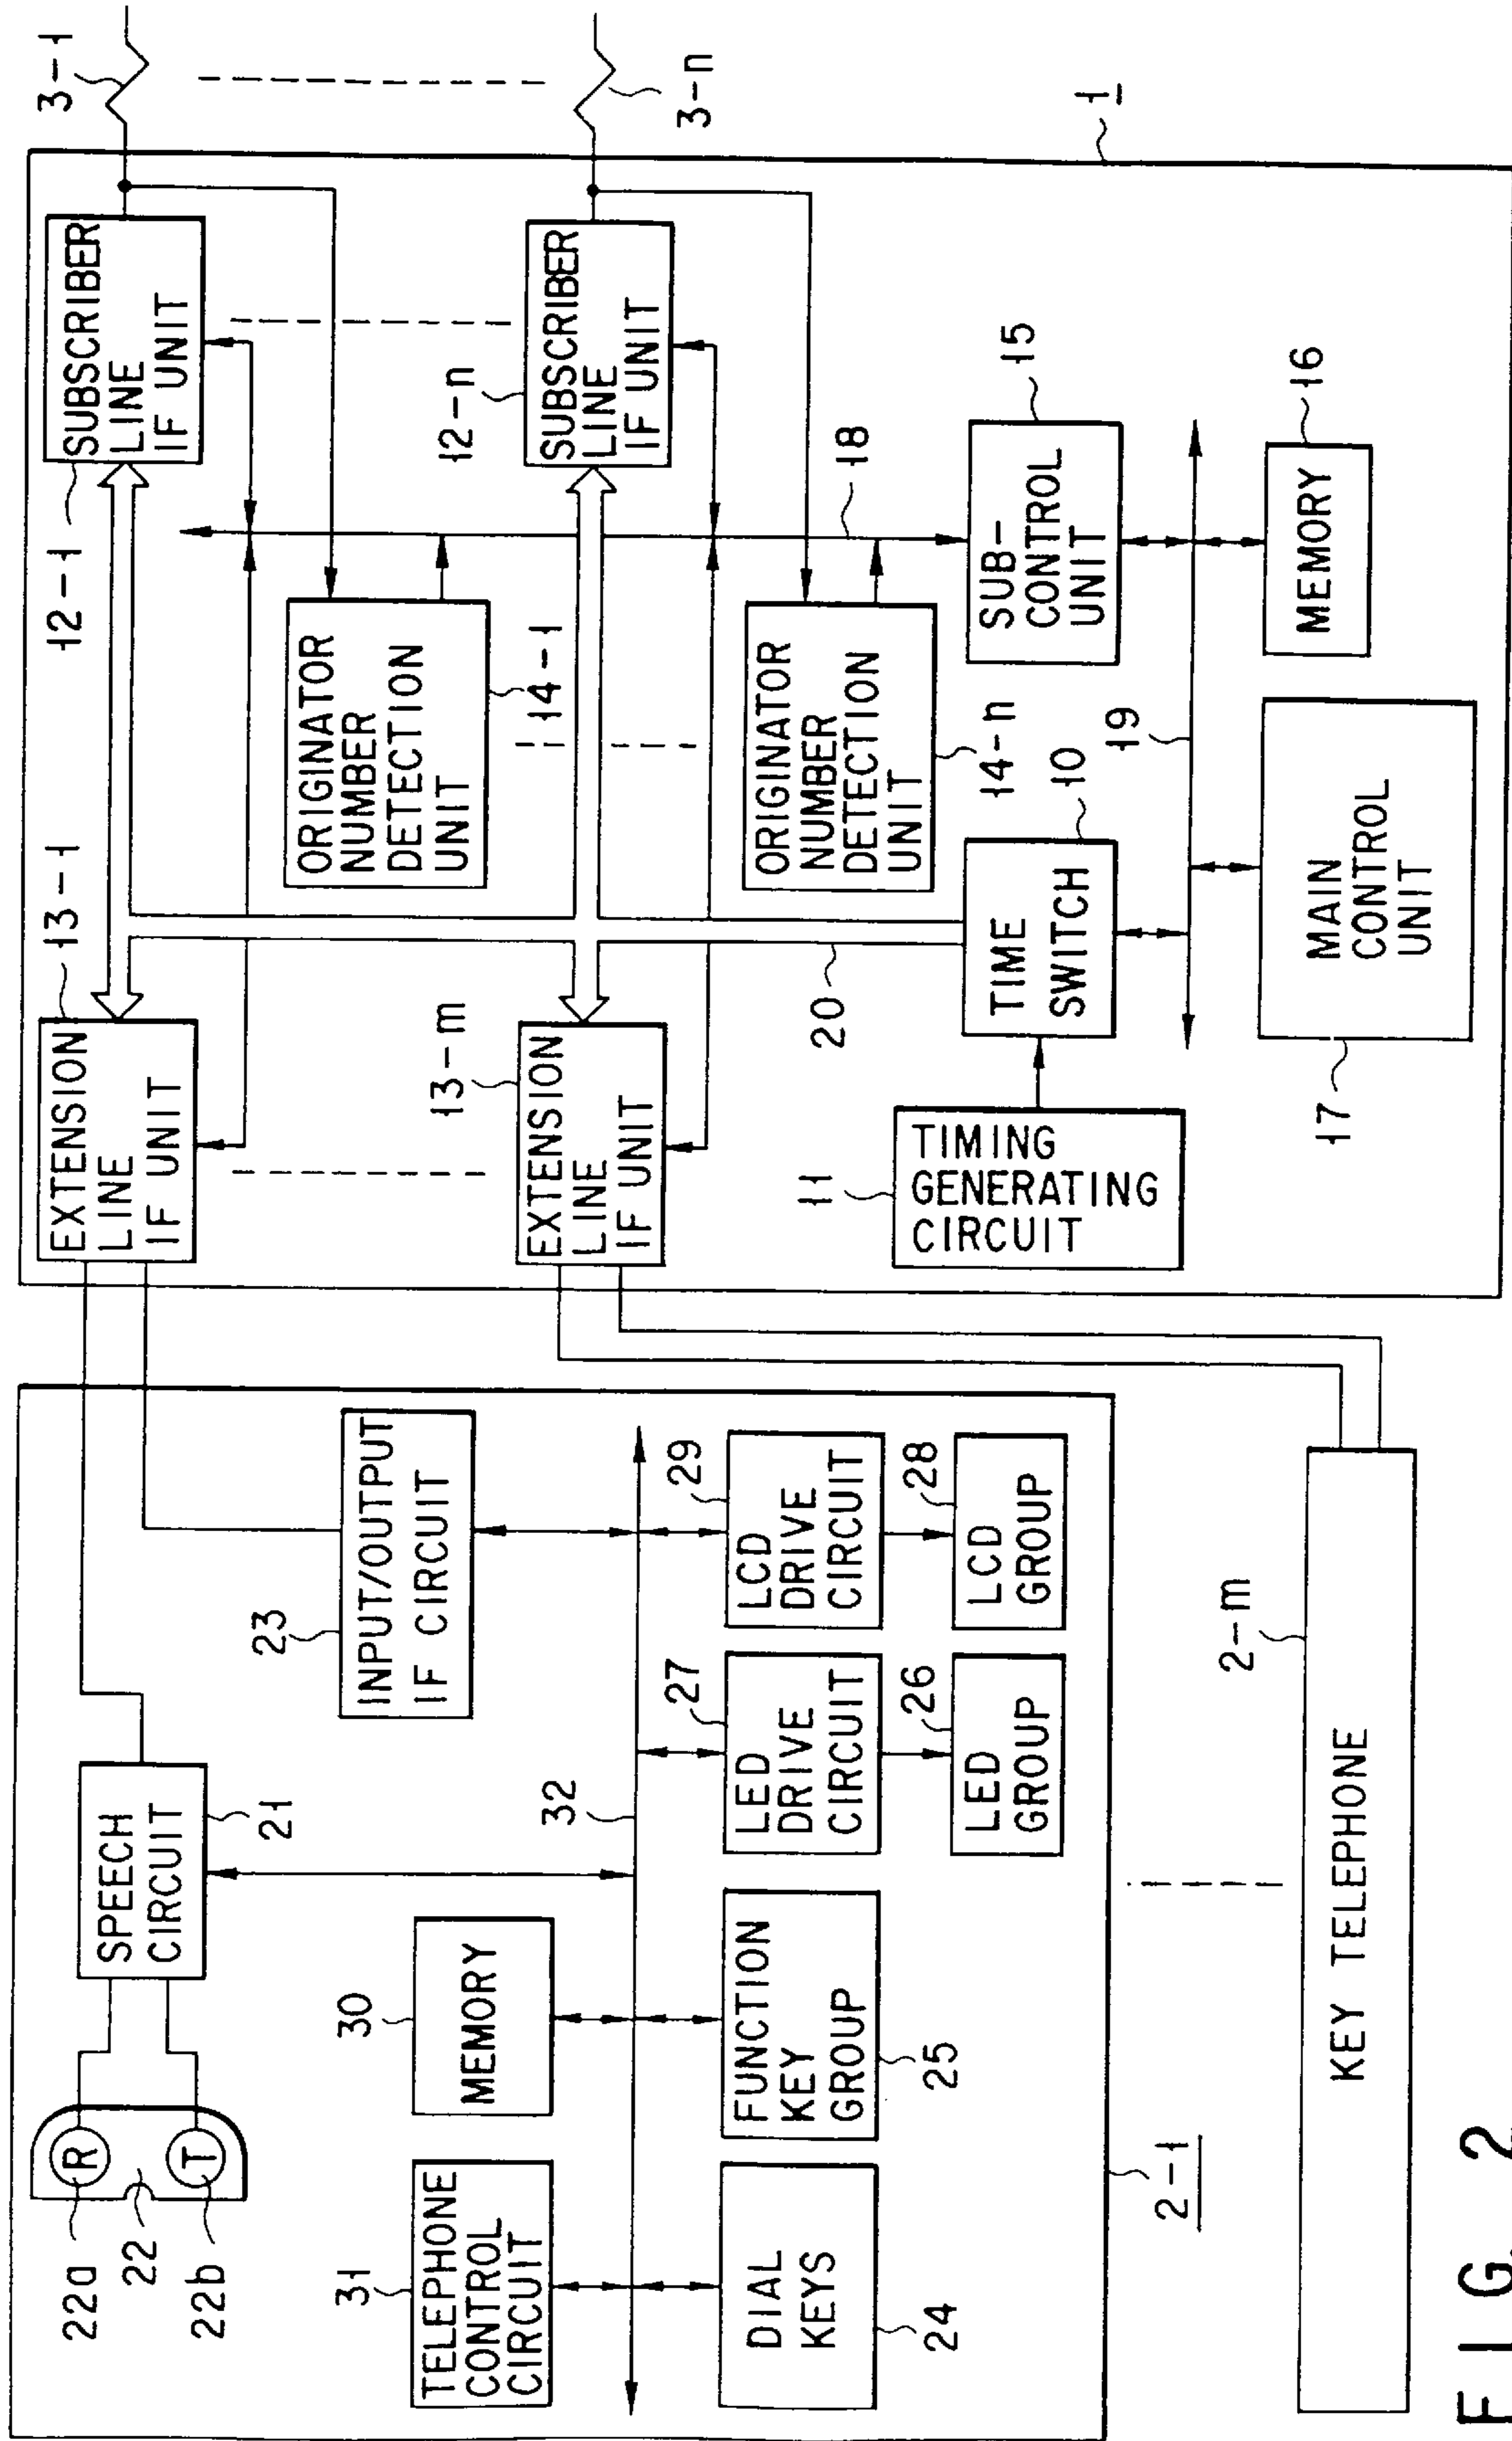 22a
22
22b
R
T
SPEECH
CIRCUIT
21
31
TELEPHONE
CONTROL
CIRCUIT
30
MEMORY
23
INPUT/OUTPUT
IF CIRCUIT
32
DIAL
KEYS
24
FUNCTION
KEY
GROUP
25
27
LED
DRIVE
CIRCUIT
26
LED
GROUP
29
LCD
DRIVE
CIRCUIT
28
LCD
GROUP
2-1
2-m
KEY TELEPHONE
EXTENSION
LINE
IF UNIT
13-1
12-1
SUBSCRIBER
LINE
IF UNIT
3-1
ORIGINATOR
NUMBER
DETECTION
UNIT
14-1
13-m
EXTENSION
LINE
IF UNIT
12-n
SUBSCRIBER
LINE
IF UNIT
3-n
ORIGINATOR
NUMBER
DETECTION
UNIT
14-n
18
20
11
TIMING
GENERATING
CIRCUIT
TIME
SWITCH
10
SUB-
CONTROL
UNIT
15
19
17
MAIN
CONTROL
UNIT
MEMORY
16
1
FIG. 2